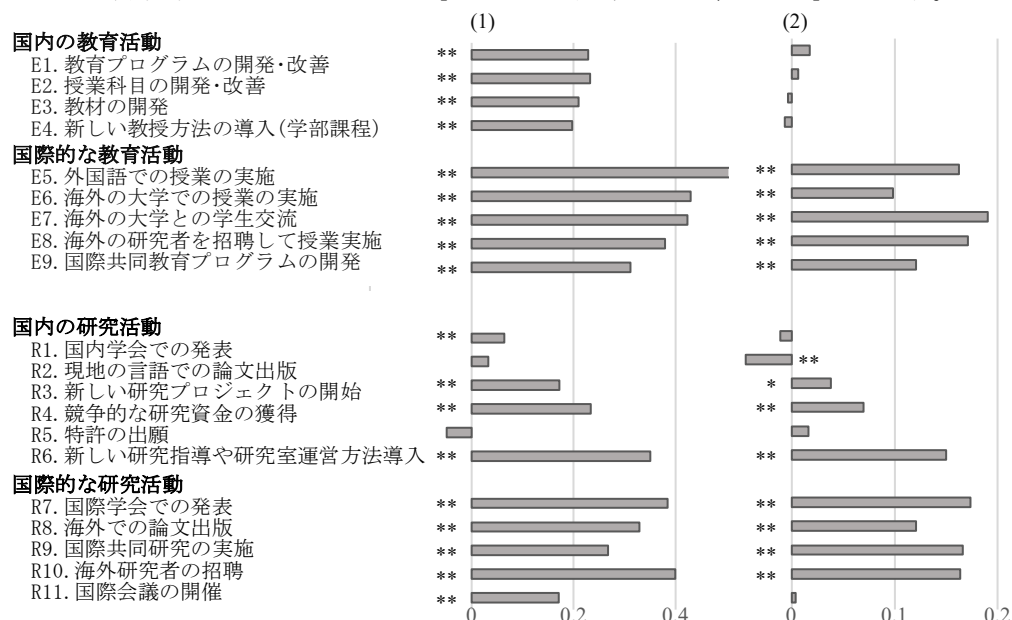 (1) (2)
国内の教育活動
E1.教育プログラムの開発・改善 **
E2.授業科目の開発・改善 **
E3.教材の開発 **
E4.新しい教授方法の導入(学部課程) **
国際的な教育活動
E5.外国語での授業の実施 ** **
E6.海外の大学での授業の実施 ** **
E7.海外の大学との学生交流 ** **
E8.海外の研究者を招聘して授業実施 ** **
E9.国際共同教育プログラムの開発 ** **
国内の研究活動
R1.国内学会での発表 **
R2.現地の言語での論文出版 **
R3.新しい研究プロジェクトの開始 ** *
R4.競争的な研究資金の獲得 ** **
R5.特許の出願
R6.新しい研究指導や研究室運営方法導入 ** **
国際的な研究活動
R7.国際学会での発表 ** **
R8.海外での論文出版 ** **
R9.国際共同研究の実施 ** **
R10.海外研究者の招聘 ** **
R11.国際会議の開催 **
0 0.2 0.4 0 0.1 0.2